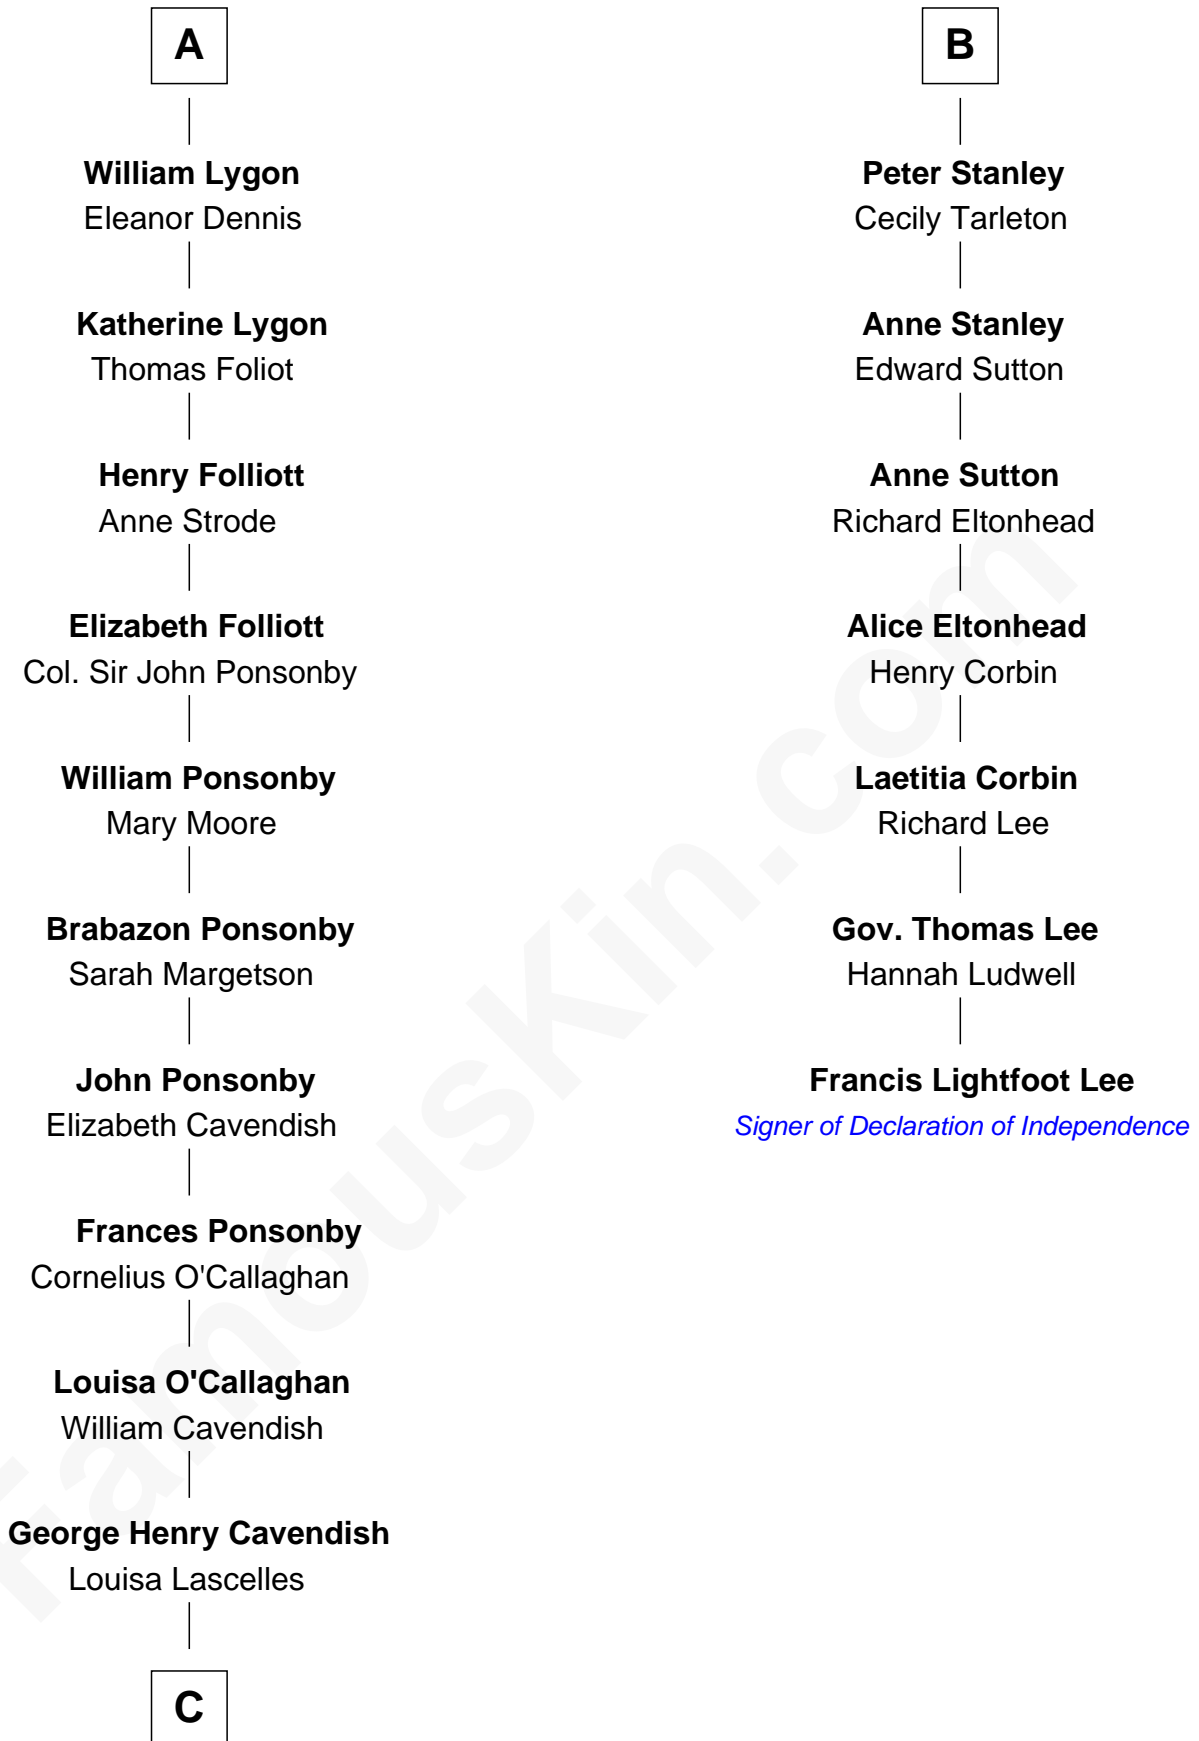 A
William Lygon
Eleanor Dennis
Katherine Lygon
Thomas Foliot
Henry Folliott
Anne Strode
Elizabeth Folliott
Col. Sir John Ponsonby
William Ponsonby
Mary Moore
Brabazon Ponsonby
Sarah Margetson
John Ponsonby
Elizabeth Cavendish
Frances Ponsonby
Cornelius O'Callaghan
Louisa O'Callaghan
William Cavendish
George Henry Cavendish
Louisa Lascelles
C
B
Peter Stanley
Cecily Tarleton
Anne Stanley
Edward Sutton
Anne Sutton
Richard Eltonhead
Alice Eltonhead
Henry Corbin
Laetitia Corbin
Richard Lee
Gov. Thomas Lee
Hannah Ludwell
Francis Lightfoot Lee
Signer of Declaration of Independence
FamousKin.com